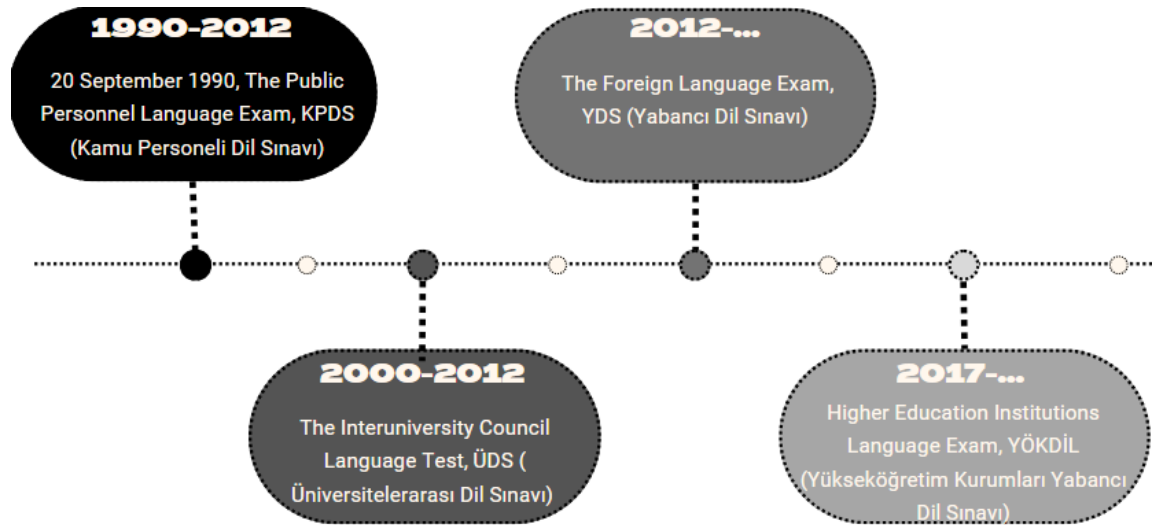 1990-2012
20 September 1990, The Public
Personnel Language Exam, KPDS
(Kamu Personeli Dil Sınavı)
2000-2012
The Interuniversity Council
Language Test, ÜDS (
Üniversitelerarası Dil Sınavı)
2012-...
The Foreign Language Exam,
YDS (Yabancı Dil Sınavı)
2017-...
Higher Education Institutions
Language Exam, YÖKDİL
(Yükseköğretim Kurumları Yabancı
Dil Sınavı)